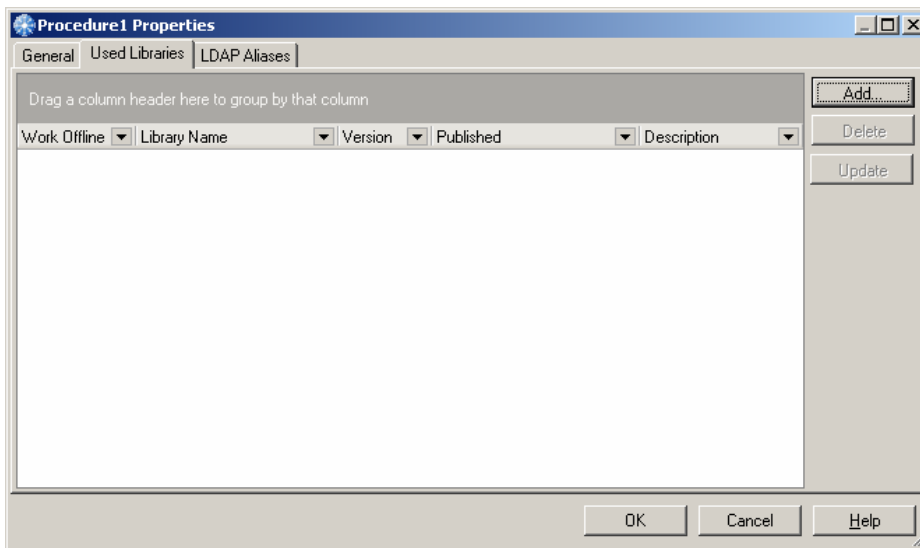 Procedure1 Properties
General Used Libraries LDAP Aliases
Drag a column header here to group by that column
Work Offline Library Name Version Published Description
Add...
Delete
Update
OK Cancel Help